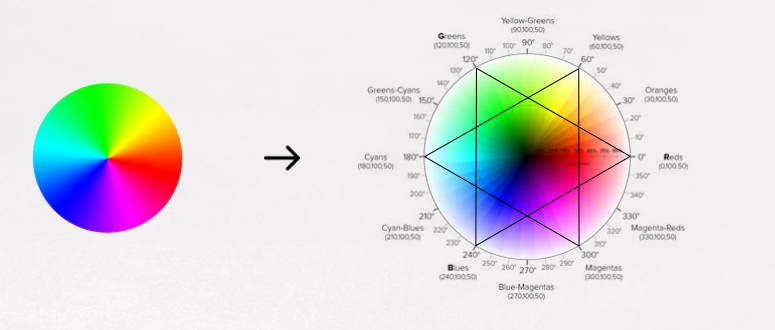 Yellow-Greens
(90,100,50)
Greens
(120,100,50)
Yellows
(60,100,50)
110° 100° 90° 80° 70°
120° 60°
130° 50°
140° 40°
Greens-Cyans
(150,100,50)
150° 30°
Oranges
(30,100,50)
160° 20°
170° 10°
Cyans
(180,100,50)
180° 0°
Reds
(0,100,50)
190° 350°
200° 340°
210° 330°
Cyan-Blues
(210,100,50)
Magenta-Reds
(330,100,50)
220° 320°
230° 310°
240° 300°
250° 260° 270° 280° 290°
Blues
(240,100,50)
Magentas
(300,100,50)
Blue-Magentas
(270,100,50)